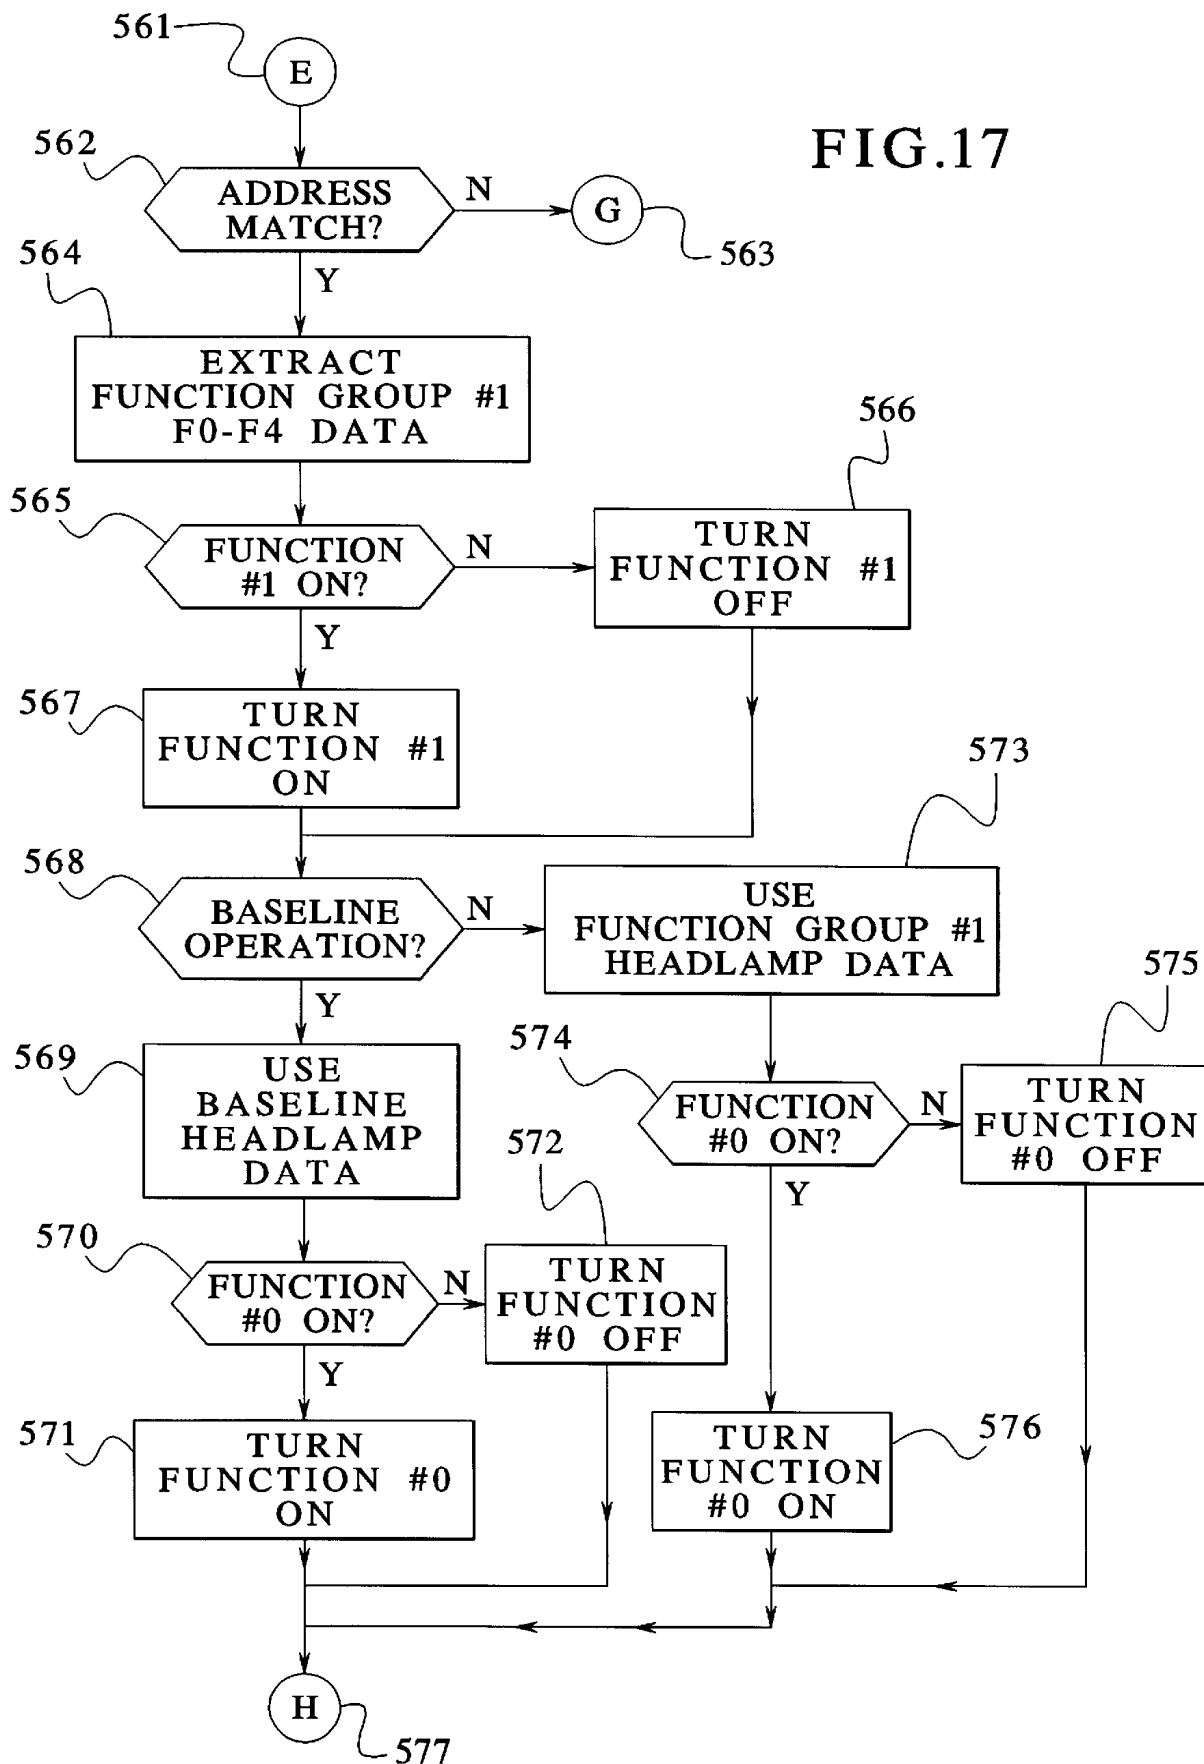 561
E
FIG.17
562
ADDRESS
MATCH?
N
G
563
564
Y
EXTRACT
FUNCTION GROUP #1
F0-F4 DATA
566
565
FUNCTION
#1 ON?
N
TURN
FUNCTION #1
OFF
Y
567
TURN
FUNCTION #1
ON
573
568
BASELINE
OPERATION?
N
USE
FUNCTION GROUP #1
HEADLAMP DATA
575
Y
569
USE
BASELINE
HEADLAMP
DATA
574
FUNCTION
#0 ON?
N
TURN
FUNCTION
#0 OFF
572
Y
570
FUNCTION
#0 ON?
N
TURN
FUNCTION
#0 OFF
Y
571
TURN
FUNCTION #0
ON
TURN
FUNCTION
#0 ON
576
H
577